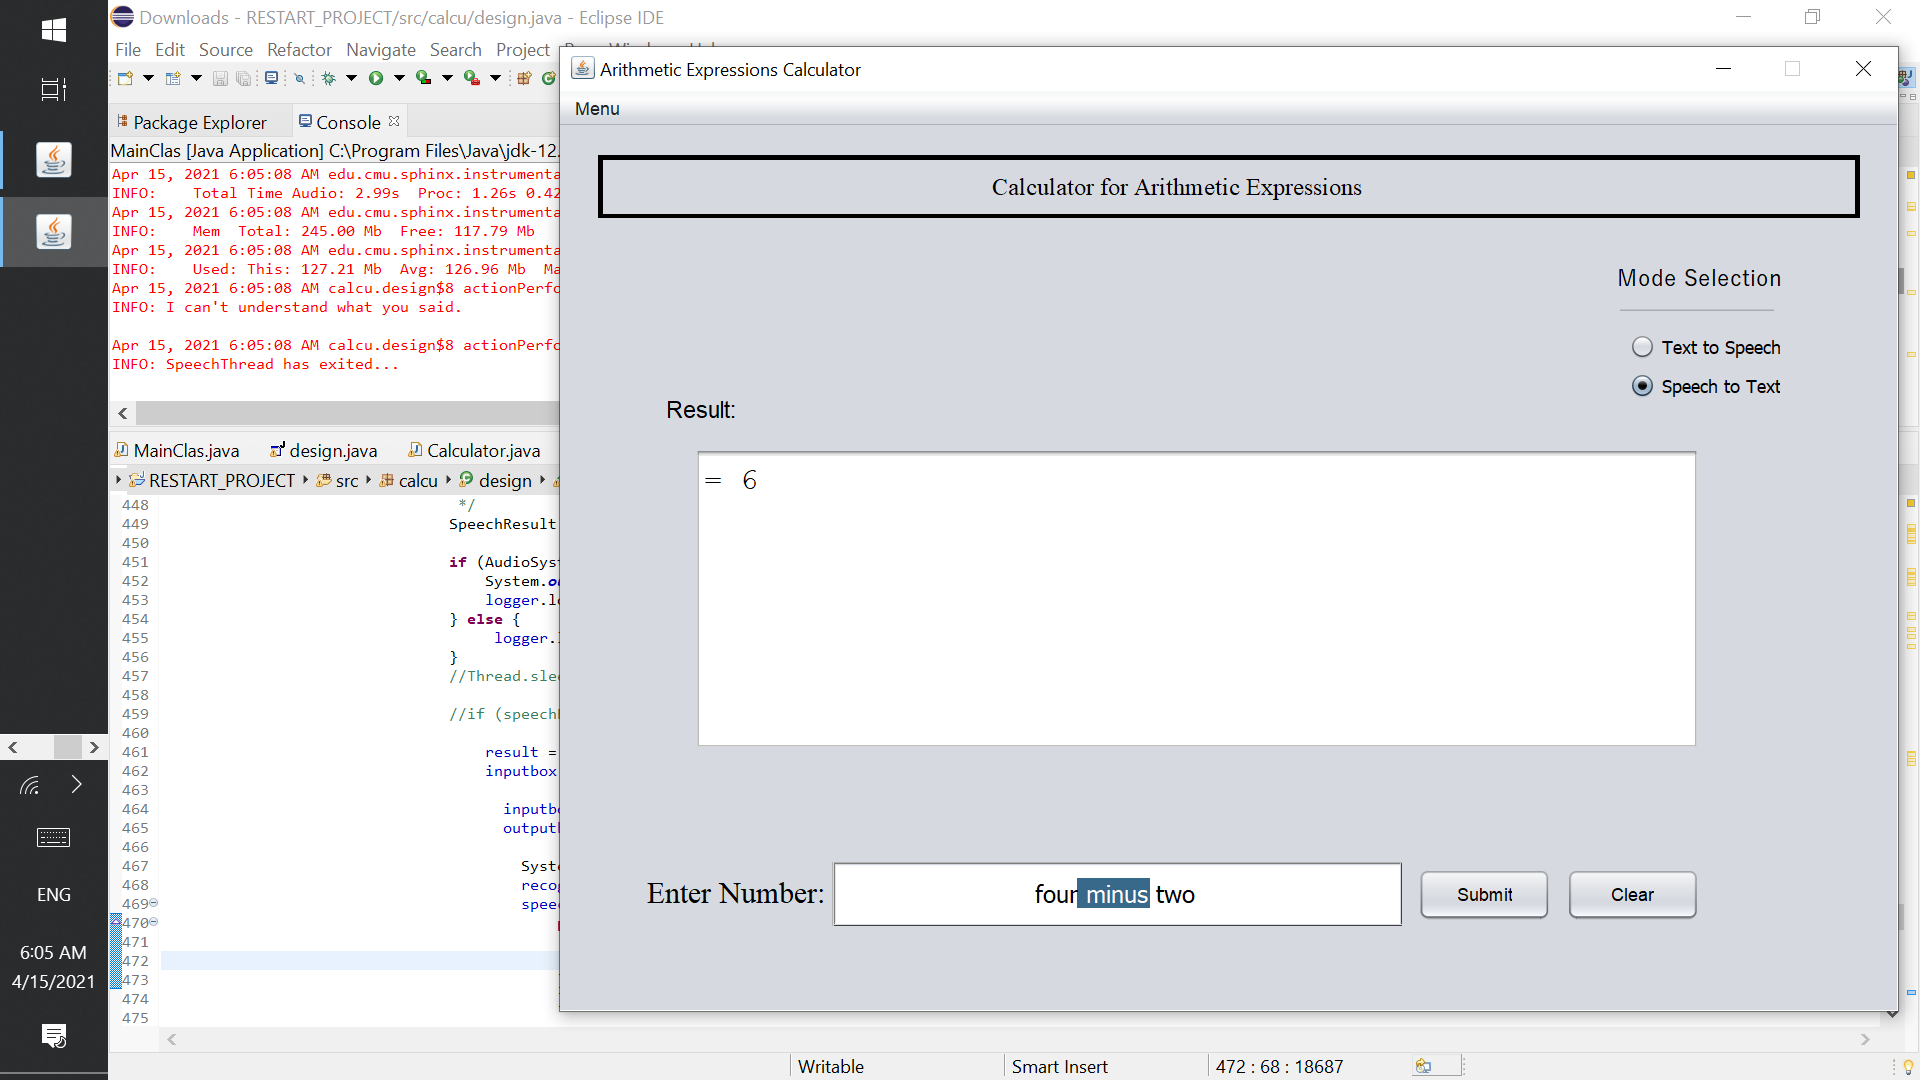 Downloads - RESTART_PROJECT/src/calcu/design.java - Eclipse IDE
File Edit Source Refactor Navigate Search Project
Package Explorer
Console
MainClas [Java Application] C:\Program Files\Java\jdk-12.
Apr 15, 2021 6:05:08 AM edu.cmu.sphinx.instrumenta
INFO:    Total Time Audio: 2.99s  Proc: 1.26s 0.42
Apr 15, 2021 6:05:08 AM edu.cmu.sphinx.instrumenta
INFO:    Mem  Total: 245.00 Mb  Free: 117.79 Mb
Apr 15, 2021 6:05:08 AM edu.cmu.sphinx.instrumenta
INFO:    Used: This: 127.21 Mb  Avg: 126.96 Mb  Ma
Apr 15, 2021 6:05:08 AM calcu.design$8 actionPerfo
INFO: I can't understand what you said.
Apr 15, 2021 6:05:08 AM calcu.design$8 actionPerfo
INFO: SpeechThread has exited...
MainClas.java
design.java
Calculator.java
RESTART_PROJECT src calcu design
448 */
449 SpeechResult
450
451 if (AudioSyst
452 System.ou
453 logger.lo
454 } else {
455 logger.
456 }
457 //Thread.slee
458
459 //if (speech
460
461 result =
462 inputbox
463
464 inputbo
465 output
466
467 Syste
468 recog
469 spee
470
471
472
473
474
475
Writable
Smart Insert
472 : 68 : 18687
Arithmetic Expressions Calculator
Menu
Calculator for Arithmetic Expressions
Mode Selection
Text to Speech
Speech to Text
Result:
= 6
Enter Number:
four minus two
Submit
Clear
ENG
6:05 AM
4/15/2021